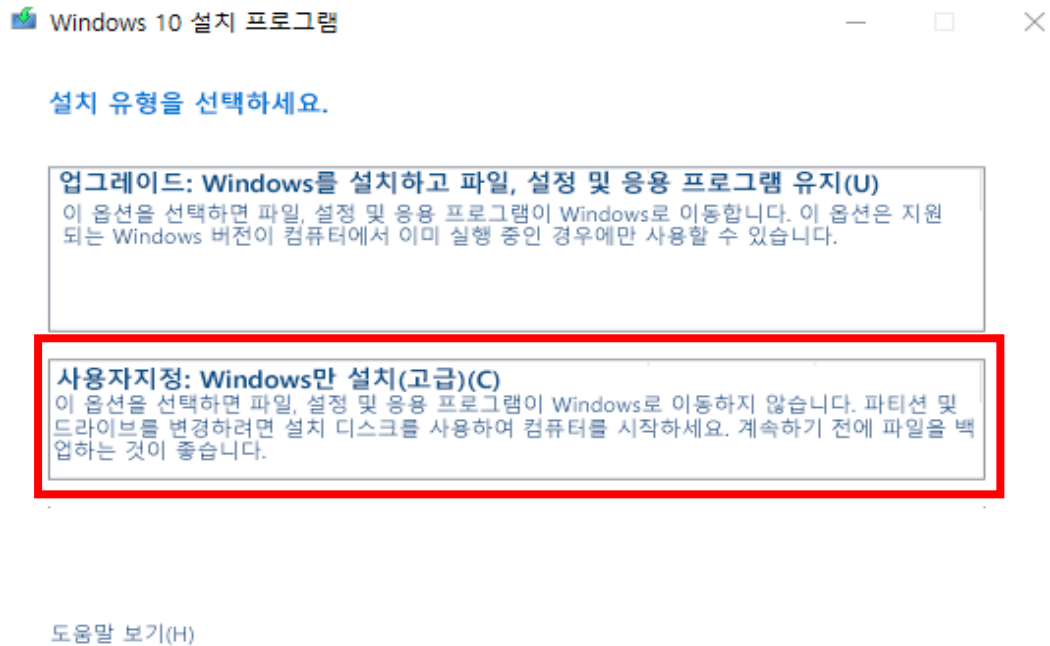 Windows 10 설치 프로그램
설치 유형을 선택하세요.
업그레이드: Windows를 설치하고 파일, 설정 및 응용 프로그램 유지(U)
이 옵션을 선택하면 파일, 설정 및 응용 프로그램이 Windows로 이동합니다. 이 옵션은 지원
되는 Windows 버전이 컴퓨터에서 이미 실행 중인 경우에만 사용할 수 있습니다.
사용자지정: Windows만 설치(고급)(C)
이 옵션을 선택하면 파일, 설정 및 응용 프로그램이 Windows로 이동하지 않습니다. 파티션 및
드라이브를 변경하려면 설치 디스크를 사용하여 컴퓨터를 시작하세요. 계속하기 전에 파일을 백
업하는 것이 좋습니다.
도움말 보기(H)